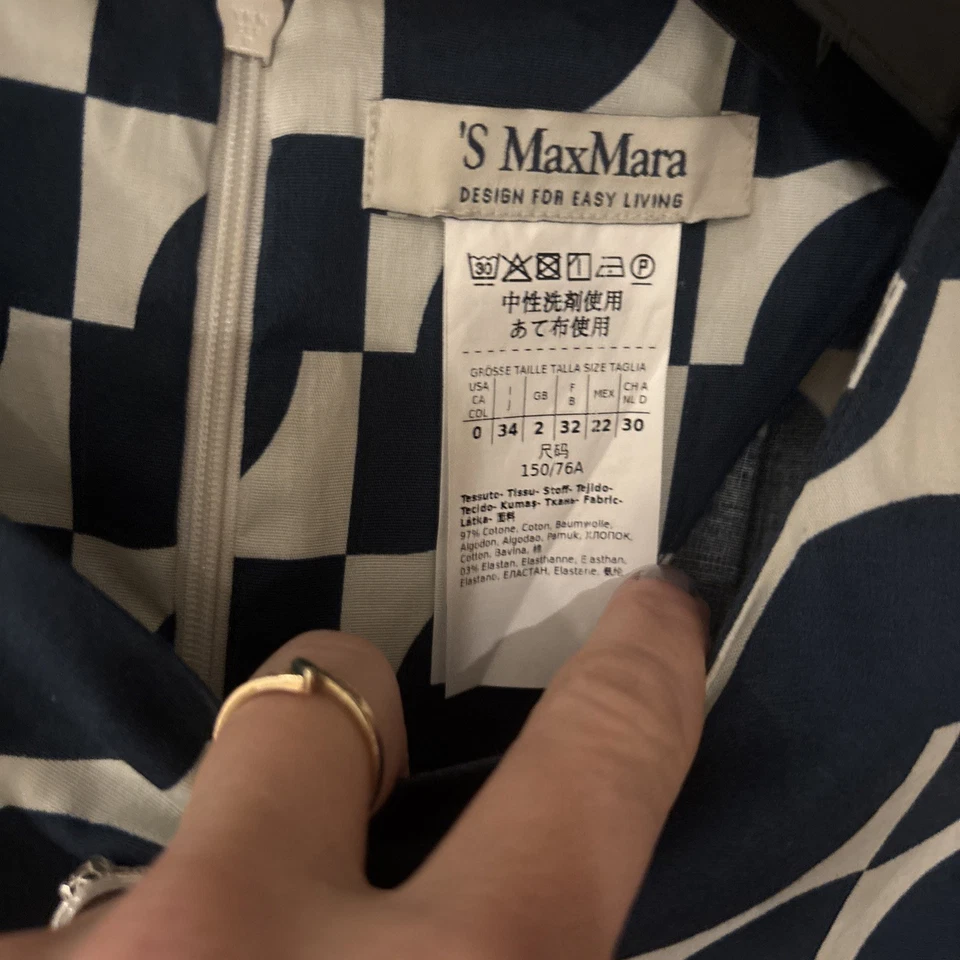 'S MaxMara
DESIGN FOR EASY LIVING
30 P
中性洗剤使用
あて布使用
GRÖSSE TAILLE TALLA SIZE TAGLIA
USA CA COL I J GB F B MEX CH A NL D
0 34 2 32 22 30
尺码
150/76A
Tessuto- Tissu- Stoff- Tejido-
Tecido- Kumaş- Ткань- Fabric-
Látka- 面料
97% Cotone, Coton, Baumwolle,
Algodon, Algodao, Pamuk, ХЛОПОК,
Cotton, Bavlna, 棉
03% Elastan, Elasthanne, Elasthan,
Elastano, ЕЛАСТАН, Elasterie, 氨纶